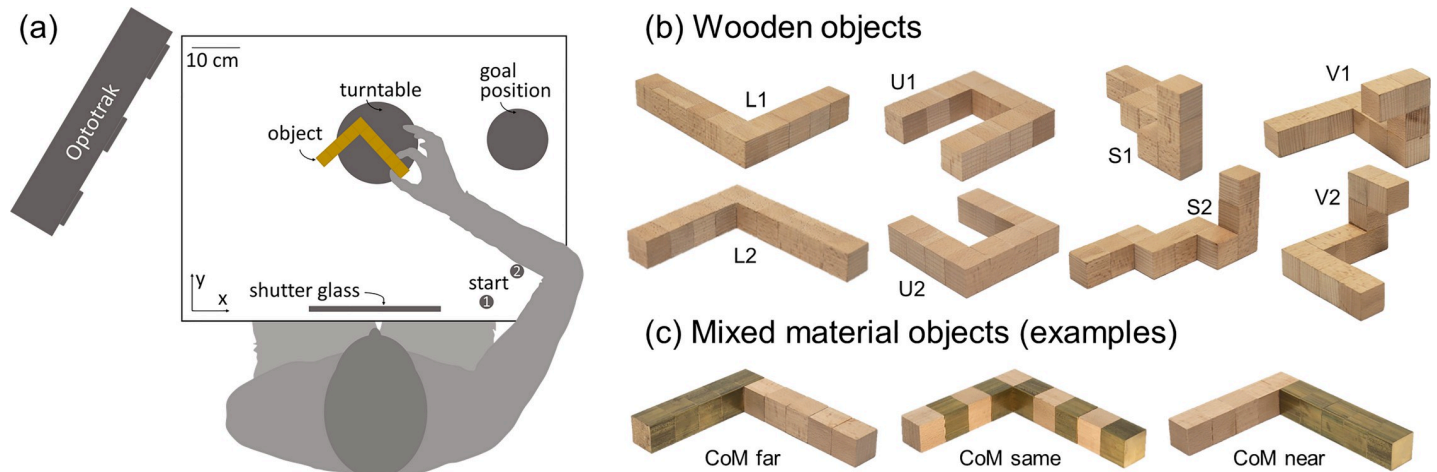 (a)
Optotrak
10 cm
turntable
goal
position
object
start
2
1
y
x
shutter glass
(b) Wooden objects
L1
U1
S1
V1
L2
U2
S2
V2
(c) Mixed material objects (examples)
CoM far
CoM same
CoM near